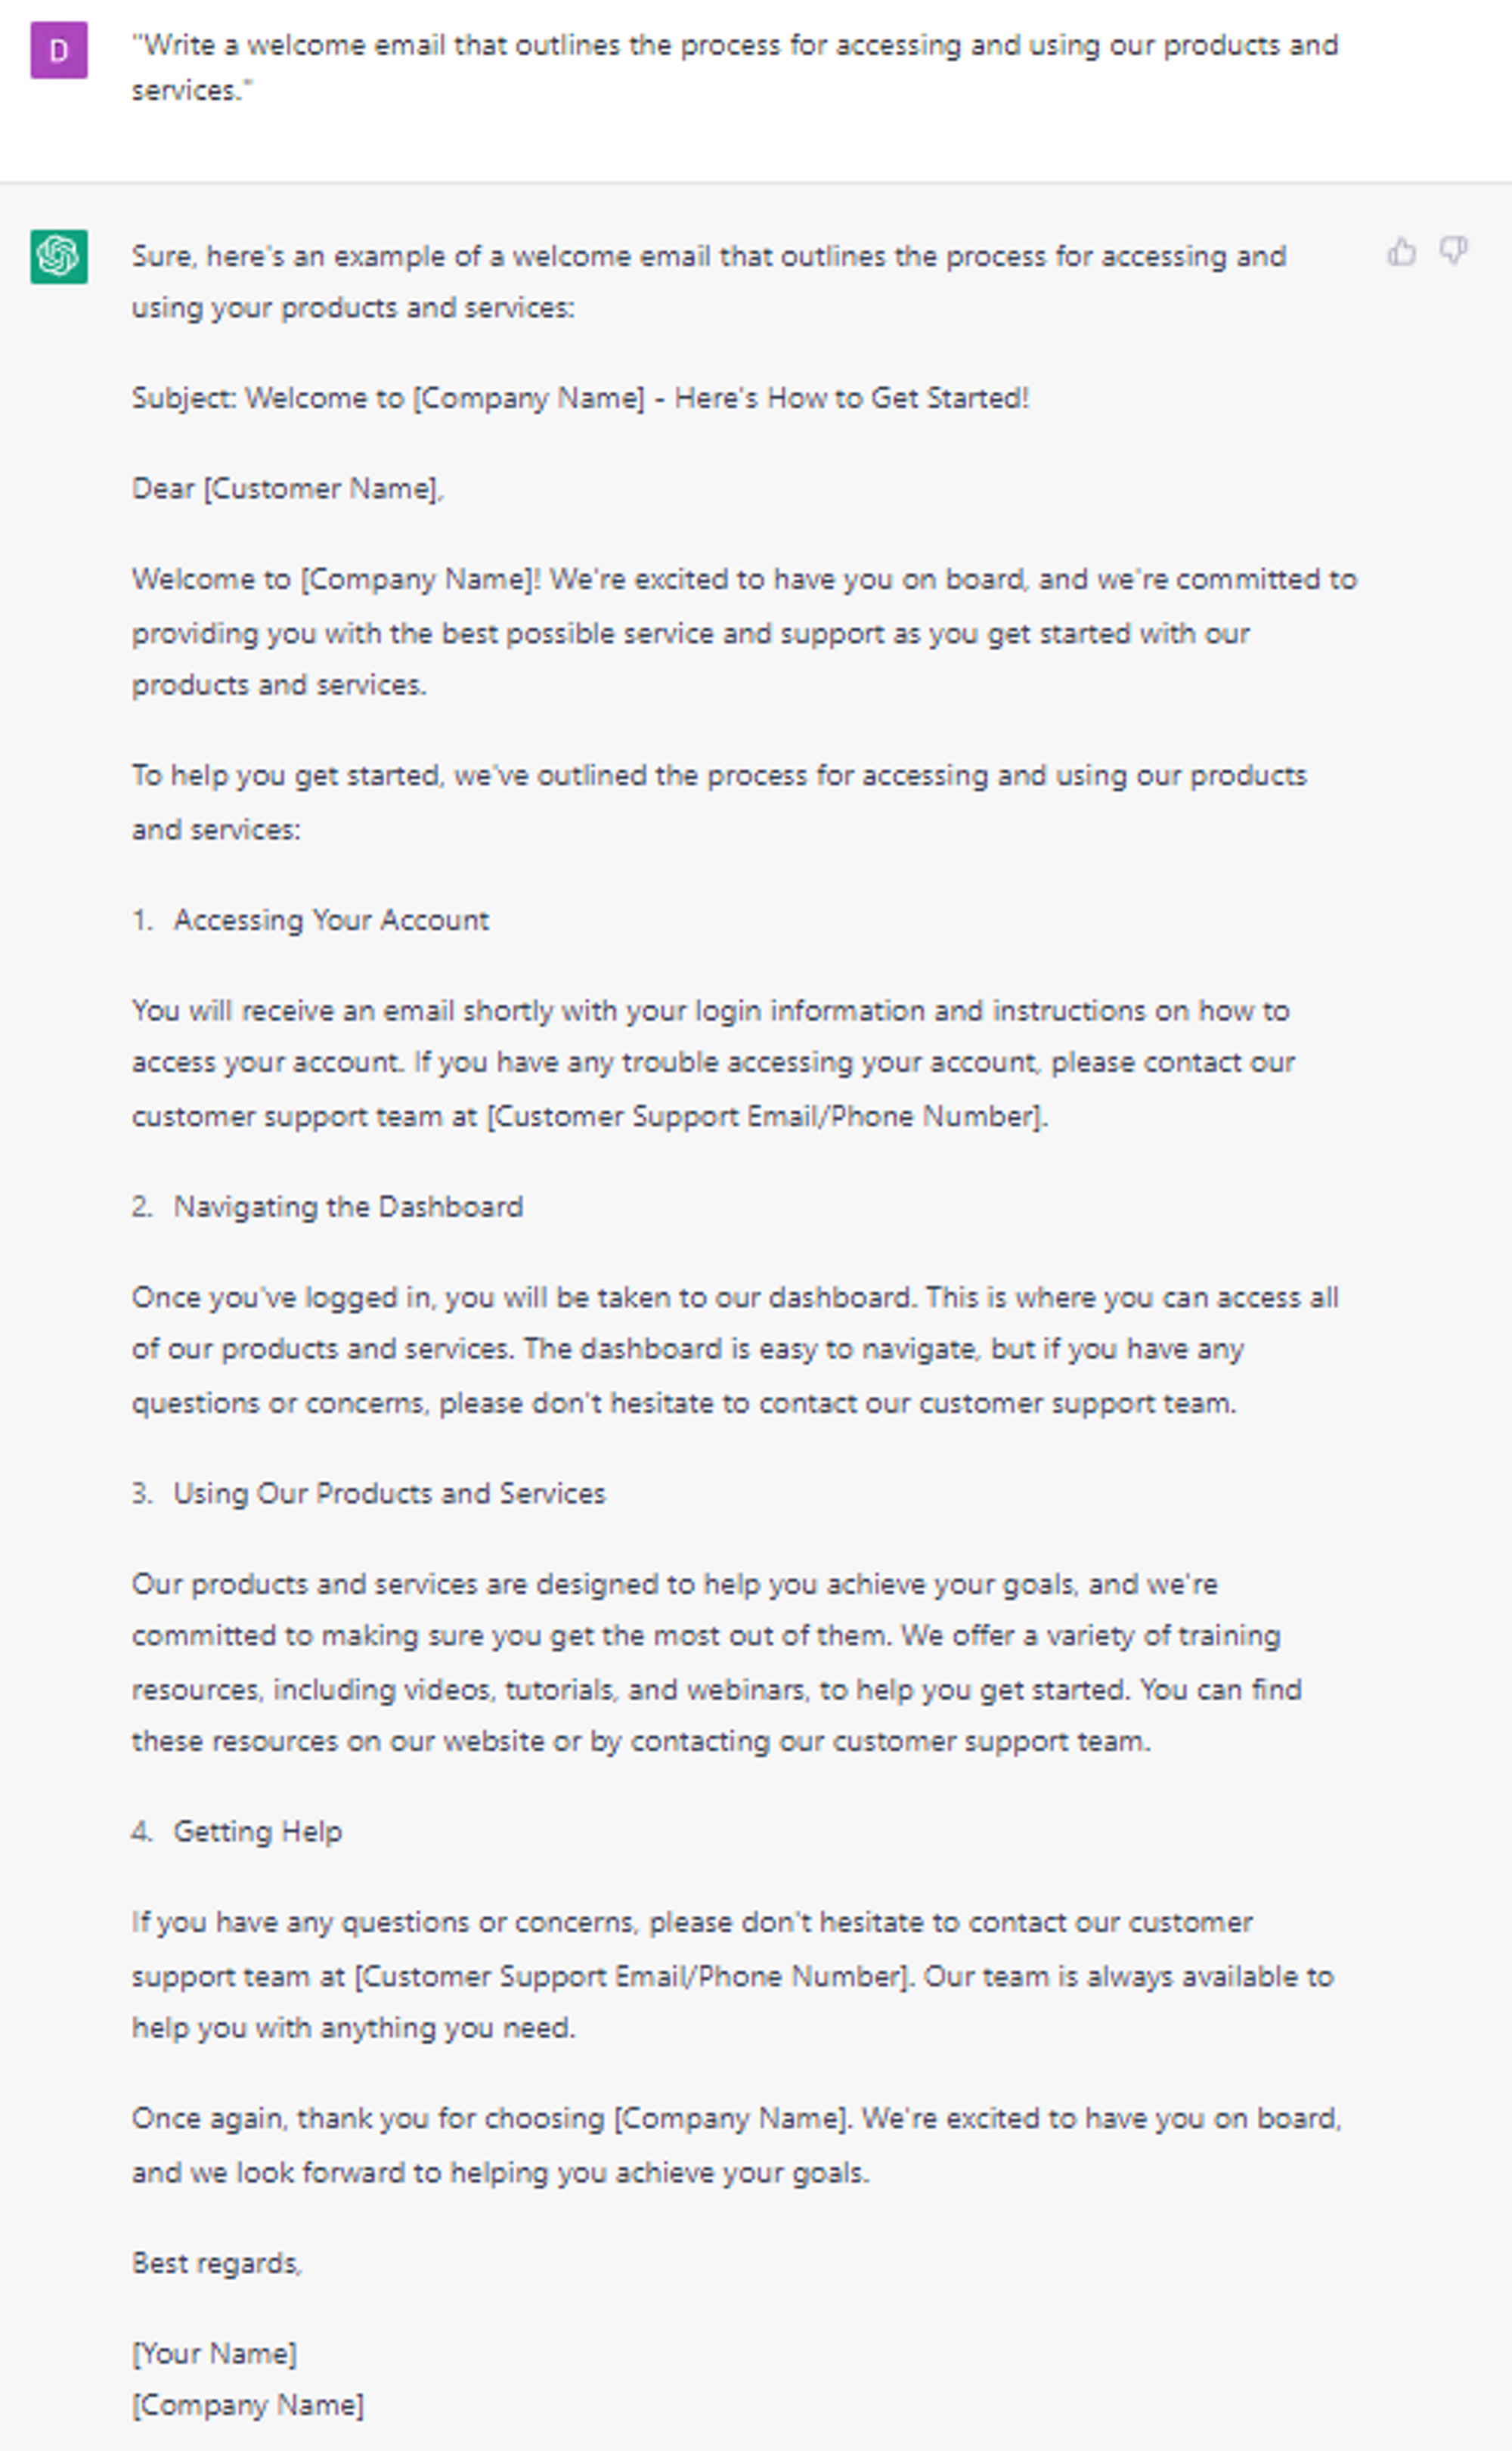 D
"Write a welcome email that outlines the process for accessing and using our products and
services."
Sure, here's an example of a welcome email that outlines the process for accessing and
using your products and services:
Subject: Welcome to [Company Name] - Here's How to Get Started!
Dear [Customer Name],
Welcome to [Company Name]! We're excited to have you on board, and we're committed to
providing you with the best possible service and support as you get started with our
products and services.
To help you get started, we've outlined the process for accessing and using our products
and services:
1. Accessing Your Account
You will receive an email shortly with your login information and instructions on how to
access your account. If you have any trouble accessing your account, please contact our
customer support team at [Customer Support Email/Phone Number].
2. Navigating the Dashboard
Once you've logged in, you will be taken to our dashboard. This is where you can access all
of our products and services. The dashboard is easy to navigate, but if you have any
questions or concerns, please don't hesitate to contact our customer support team.
3. Using Our Products and Services
Our products and services are designed to help you achieve your goals, and we're
committed to making sure you get the most out of them. We offer a variety of training
resources, including videos, tutorials, and webinars, to help you get started. You can find
these resources on our website or by contacting our customer support team.
4. Getting Help
If you have any questions or concerns, please don't hesitate to contact our customer
support team at [Customer Support Email/Phone Number]. Our team is always available to
help you with anything you need.
Once again, thank you for choosing [Company Name]. We're excited to have you on board,
and we look forward to helping you achieve your goals.
Best regards,
[Your Name]
[Company Name]